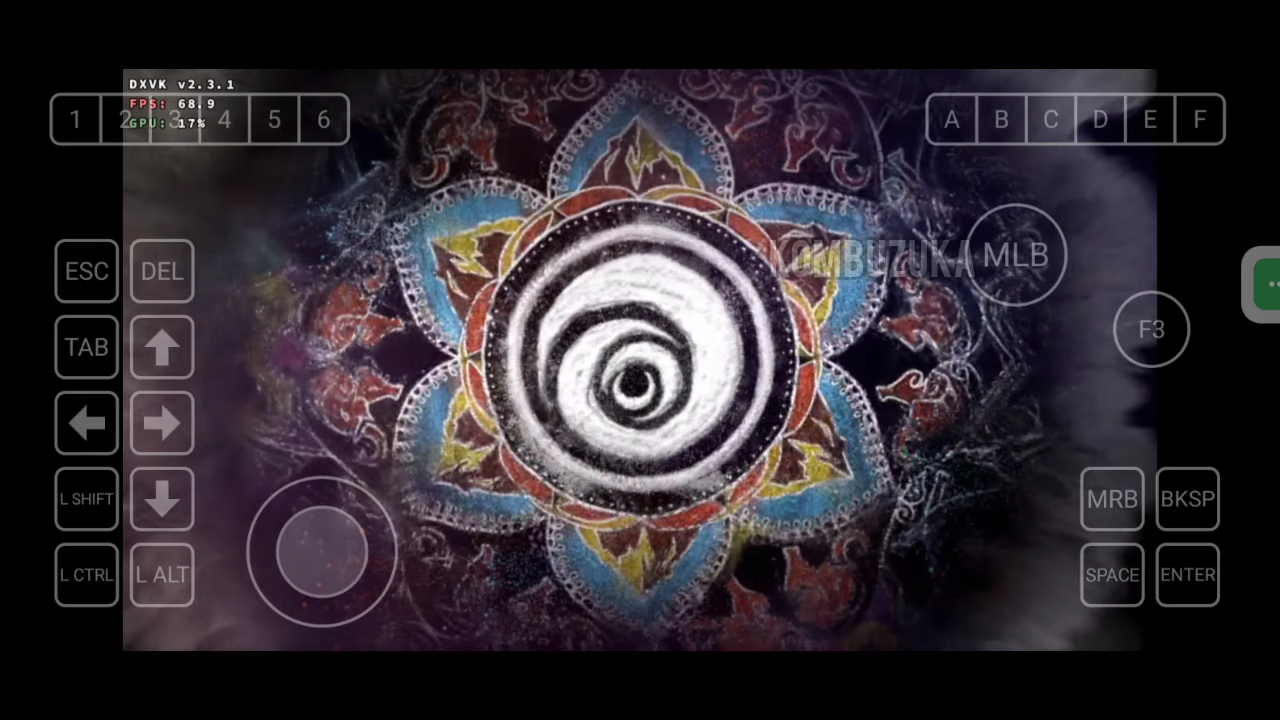 DXVK v2.3.1
FPS: 68.9
GPU: 17%
1 2 3 4 5 6
A B C D E F
KOMBUZUKA
MLB
ESC DEL
F3
TAB
L SHIFT
MRB BKSP
L CTRL L ALT
SPACE ENTER